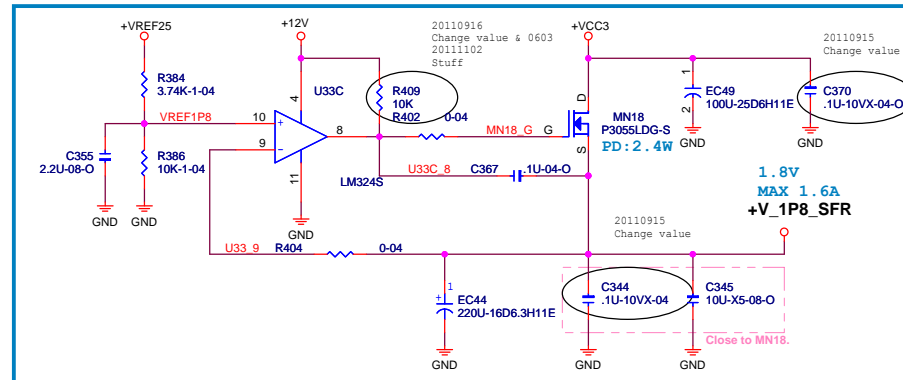 +VREF25
+12V
20110916
Change value & 0603
20111102
Stuff
+VCC3
20110915
Change value
R384
3.74K-1-04
U33C
R409
10K
R402
0-04
EC49
100U-25D6H11E
C370
.1U-10VX-04-O
VREF1P8
10
9
4
8
11
MN18_G
G
D
S
MN18
P3055LDG-S
PD:2.4W
1
2
GND
GND
C355
2.2U-08-O
R386
10K-1-04
LM324S
U33C_8
C367
.1U-04-O
1.8v
MAX 1.6A
+V_1P8_SFR
GND
GND
GND
20110915
Change value
U33_9
R404
0-04
1
EC44
220U-16D6.3H11E
C344
.1U-10VX-04
C345
10U-X5-08-O
Close to MN18.
GND
GND
GND